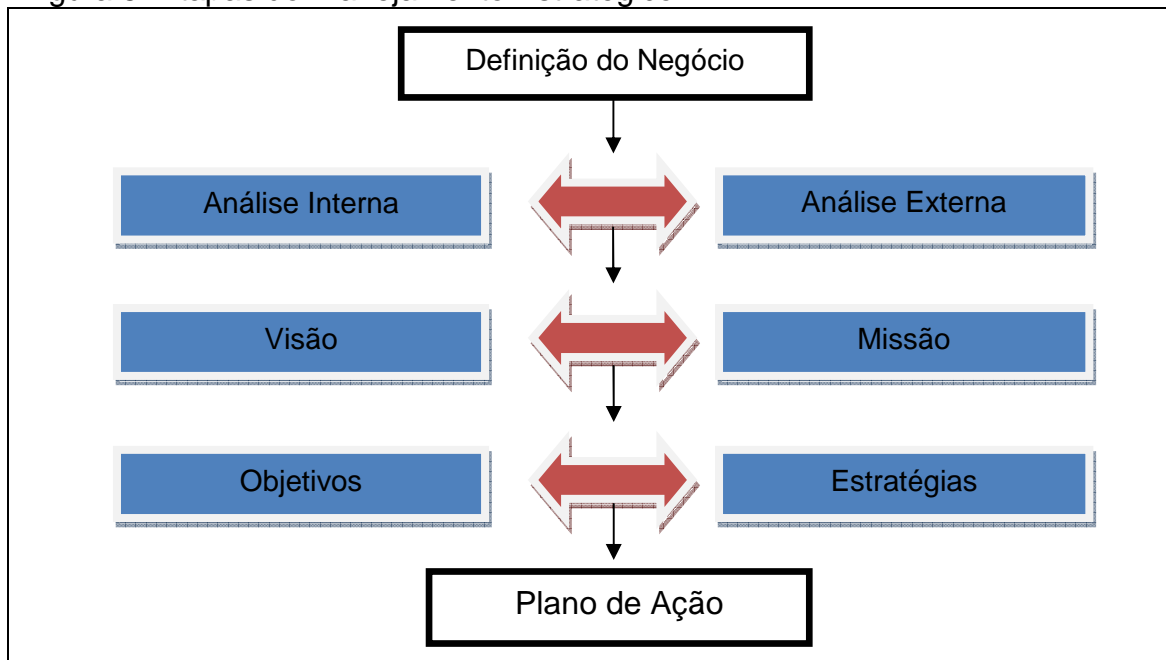 Definição do Negócio
Análise Interna
Análise Externa
Visão
Missão
Objetivos
Estratégias
Plano de Ação